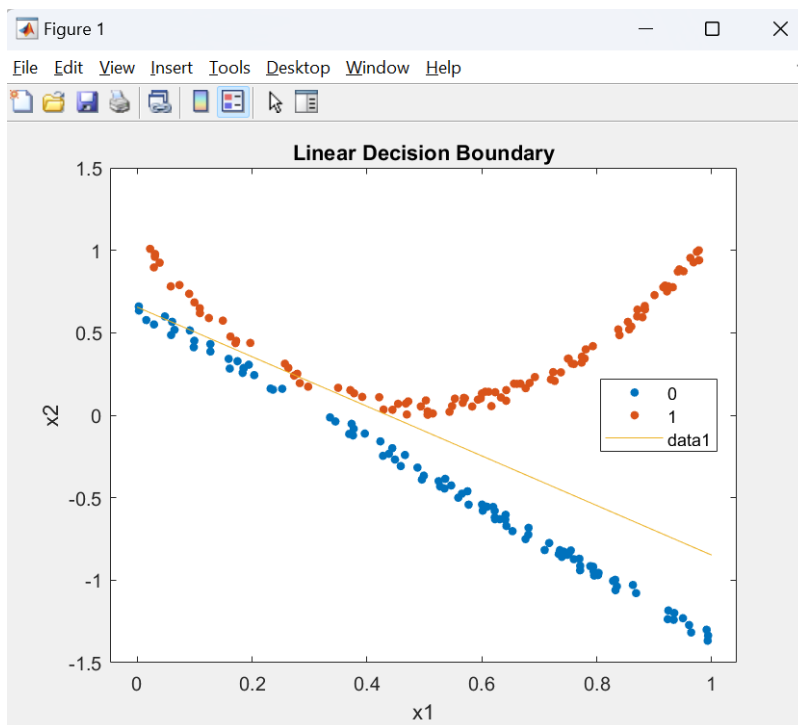 Figure 1
File Edit View Insert Tools Desktop Window Help
Linear Decision Boundary
1.5
1
0.5
0
-0.5
-1
-1.5
x2
0
1
data1
0 0.2 0.4 0.6 0.8 1
x1